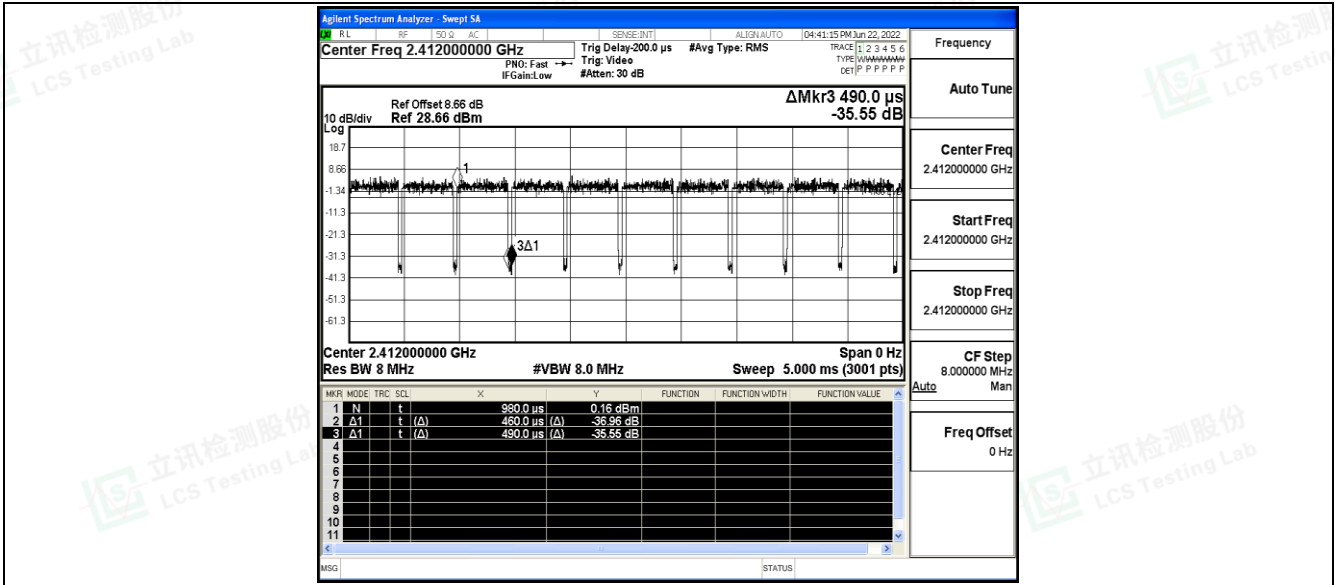 Agilent Spectrum Analyzer - Swept SA
RL RF 50 Ω AC SENSE:INT ALIGNAUTO 04:41:15 PM Jun 22, 2022
Center Freq 2.412000000 GHz
PNO: Fast
IFGain:Low
Trig Delay-200.0 µs
Trig: Video
#Atten: 30 dB
#Avg Type: RMS
TRACE 1 2 3 4 5 6
TYPE
DET P P P P P P
Frequency
Auto Tune
Center Freq
2.412000000 GHz
Start Freq
2.412000000 GHz
Stop Freq
2.412000000 GHz
CF Step
8.000000 MHz
Auto Man
Freq Offset
0 Hz
ΔMkr3 490.0 µs
-35.55 dB
Ref Offset 8.66 dB
10 dB/div Ref 28.66 dBm
Log
18.7
8.66
-1.34
-11.3
-21.3
-31.3
-41.3
-51.3
-61.3
1
3Δ1
Center 2.412000000 GHz Span 0 Hz
Res BW 8 MHz #VBW 8.0 MHz Sweep 5.000 ms (3001 pts)
MKR MODE TRC SCL X Y FUNCTION FUNCTION WIDTH FUNCTION VALUE
1 N t 980.0 µs 0.16 dBm
2 Δ1 t (Δ) 460.0 µs (Δ) -36.96 dB
3 Δ1 t (Δ) 490.0 µs (Δ) -35.55 dB
4
5
6
7
8
9
10
11
MSG STATUS
立讯检测股份
LCS Testing Lab
立讯检测股份
LCS Testing Lab
立讯检测股份
LCS Testing Lab
立讯检测股份
LCS Testing Lab